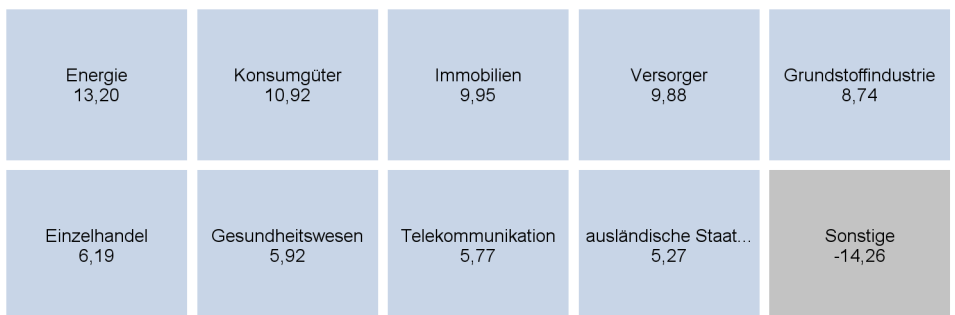 Energie
13,20
Konsumgüter
10,92
Immobilien
9,95
Versorger
9,88
Grundstoffindustrie
8,74
Einzelhandel
6,19
Gesundheitswesen
5,92
Telekommunikation
5,77
ausländische Staat...
5,27
Sonstige
-14,26